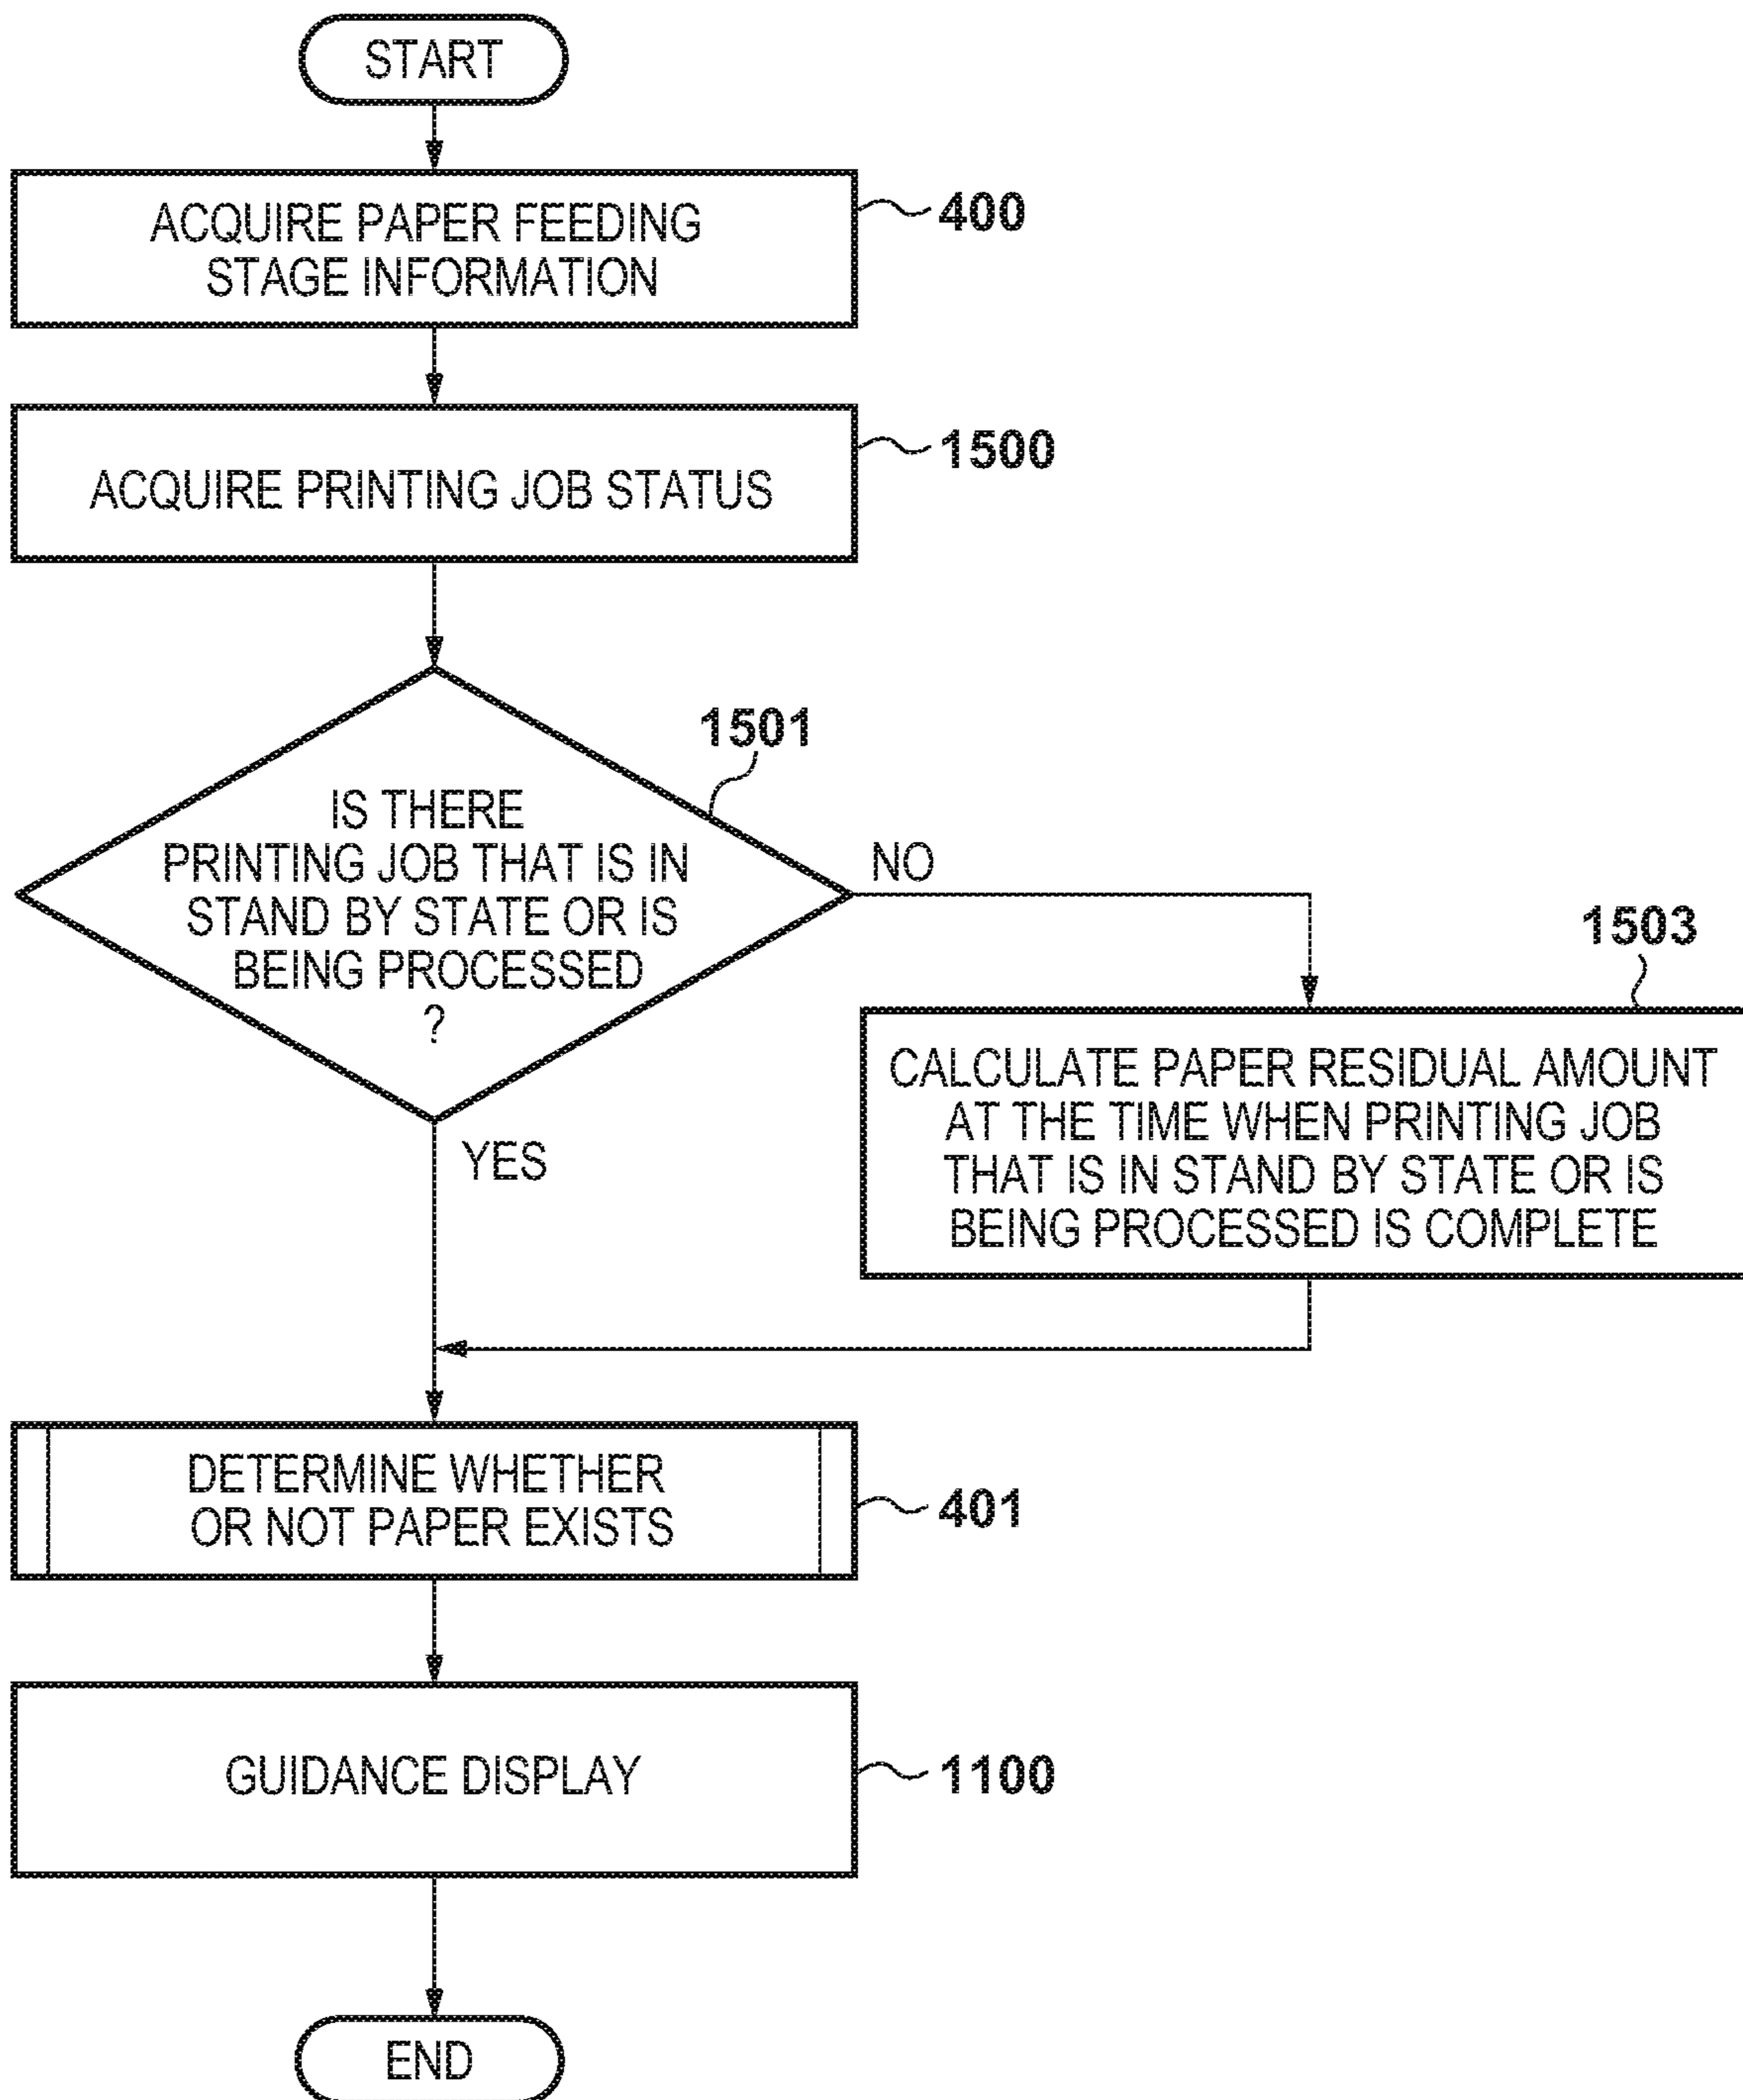 START
ACQUIRE PAPER FEEDING
STAGE INFORMATION
400
ACQUIRE PRINTING JOB STATUS
1500
1501
IS THERE
PRINTING JOB THAT IS IN
STAND BY STATE OR IS
BEING PROCESSED
?
NO
YES
1503
CALCULATE PAPER RESIDUAL AMOUNT
AT THE TIME WHEN PRINTING JOB
THAT IS IN STAND BY STATE OR IS
BEING PROCESSED IS COMPLETE
DETERMINE WHETHER
OR NOT PAPER EXISTS
401
GUIDANCE DISPLAY
1100
END